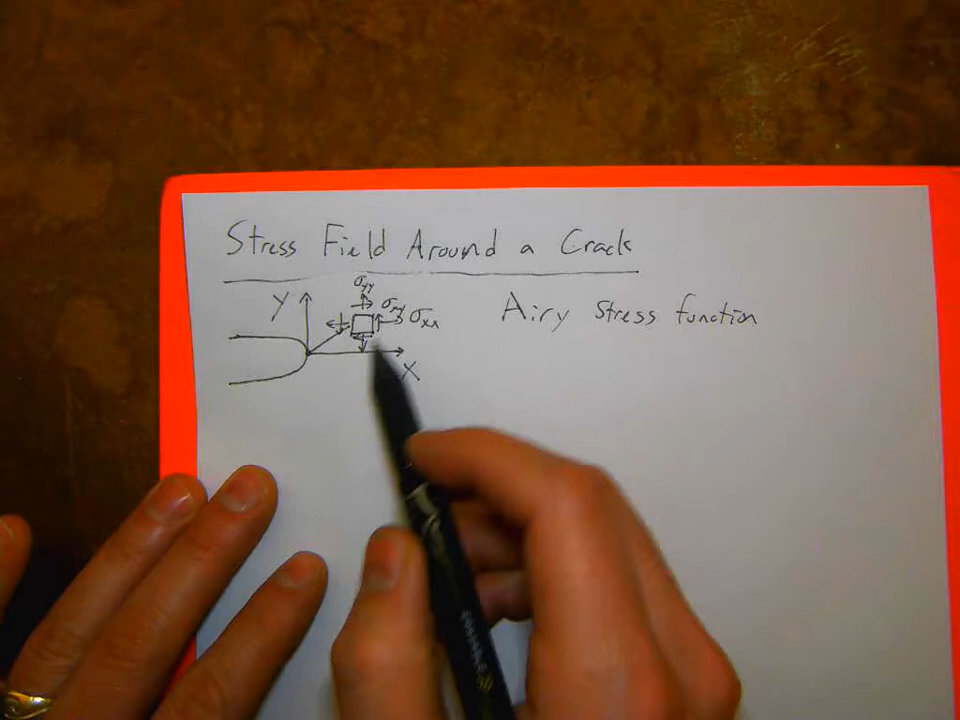 Stress Field Around a Crack
σyy
Y σxy σxx Airy stress function
X